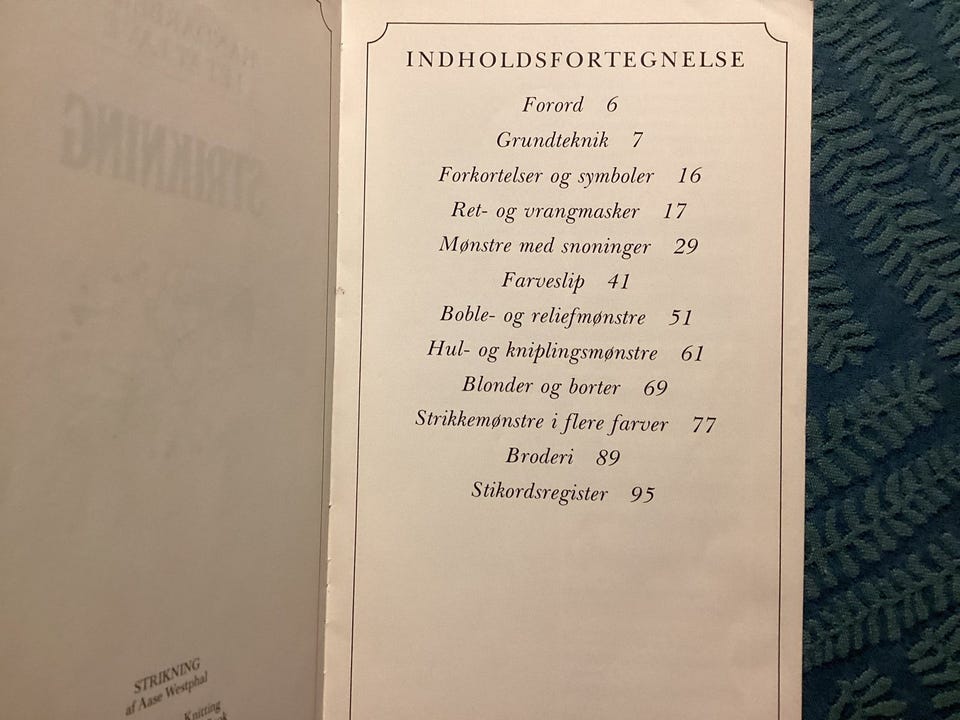 STRIKNING
STRIKNING
af Aase Westphal
Knitting
INDHOLDSFORTEGNELSE
Forord 6
Grundteknik 7
Forkortelser og symboler 16
Ret- og vrangmasker 17
Mønstre med snoninger 29
Farveslip 41
Boble- og reliefmønstre 51
Hul- og kniplingsmønstre 61
Blonder og borter 69
Strikkemønstre i flere farver 77
Broderi 89
Stikordsregister 95